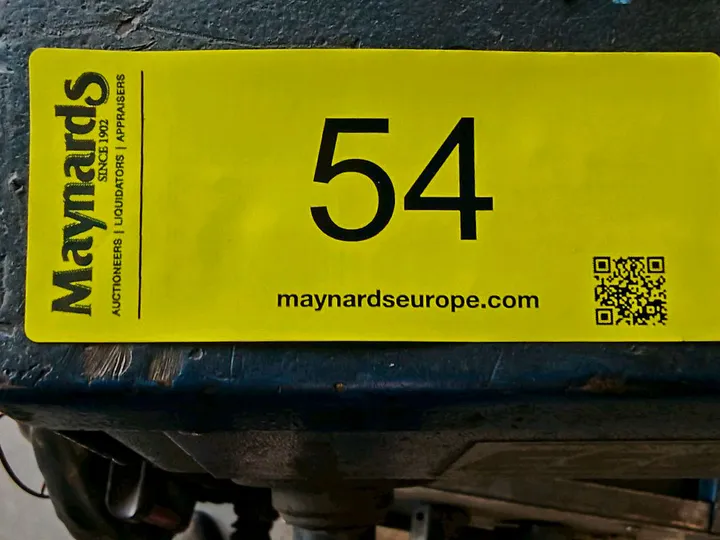 Maynards
SINCE 1902
AUCTIONEERS | LIQUIDATORS | APPRAISERS
54
maynardseurope.com